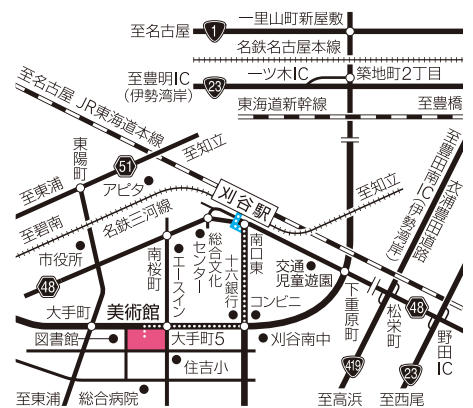 一里山町新屋敷
至名古屋
1
名鉄名古屋本線
至豊明IC
(伊勢湾岸)
23
一ツ木IC
築地町2丁目
東海道新幹線
至豊橋
至名古屋
JR東海道本線
東陽町
51
至知立
至東浦
アピタ
刈谷駅
至知立
至豊田南IC(伊勢湾岸)
衣浦豊田道路
至碧南
名鉄三河線
市役所
48
南桜町
エースイン
総合文化
センター
十六銀行
南口東
コンビニ
交通
児童遊園
下重原町
松栄町
48
野田IC
大手町
美術館
図書館
大手町5
刈谷南中
住吉小
419
23
至東浦
総合病院
至高浜
至西尾